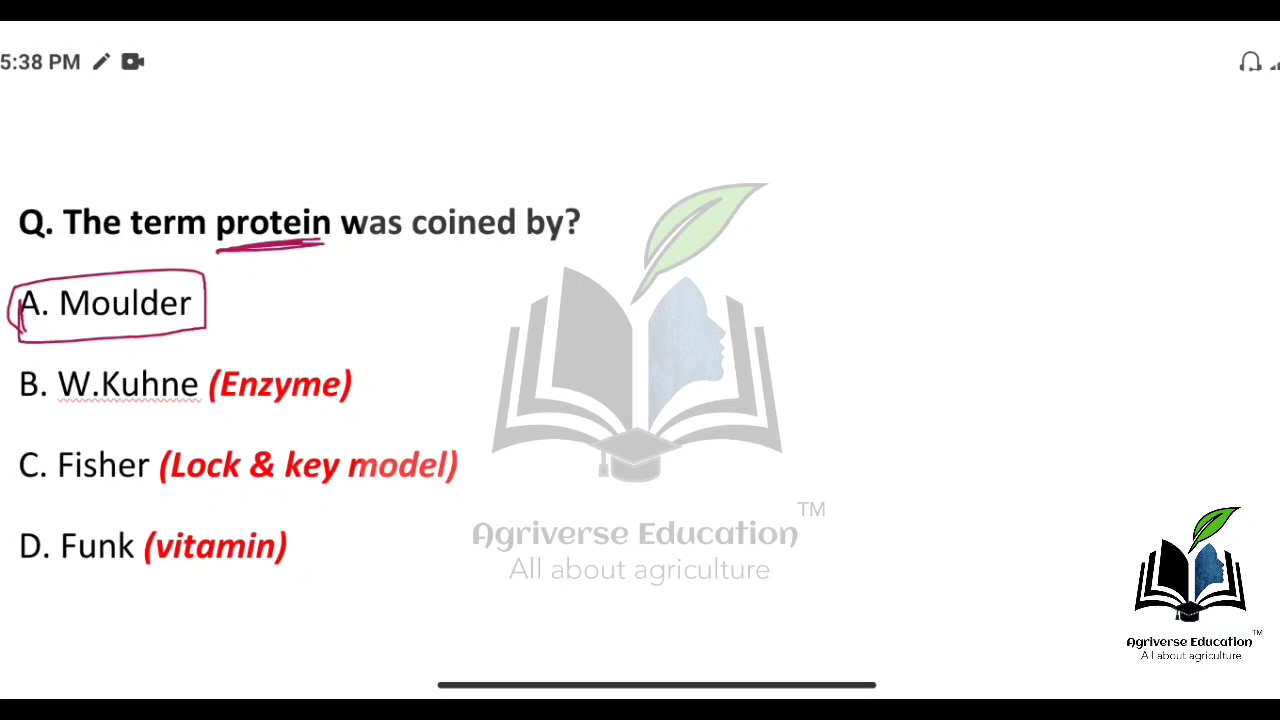 5:38 PM
Q. The term protein was coined by?
A. Moulder
B. W.Kuhne (Enzyme)
C. Fisher (Lock & key model)
D. Funk (vitamin)
TM
Agriverse Education
All about agriculture
TM
Agriverse Education
All about agriculture